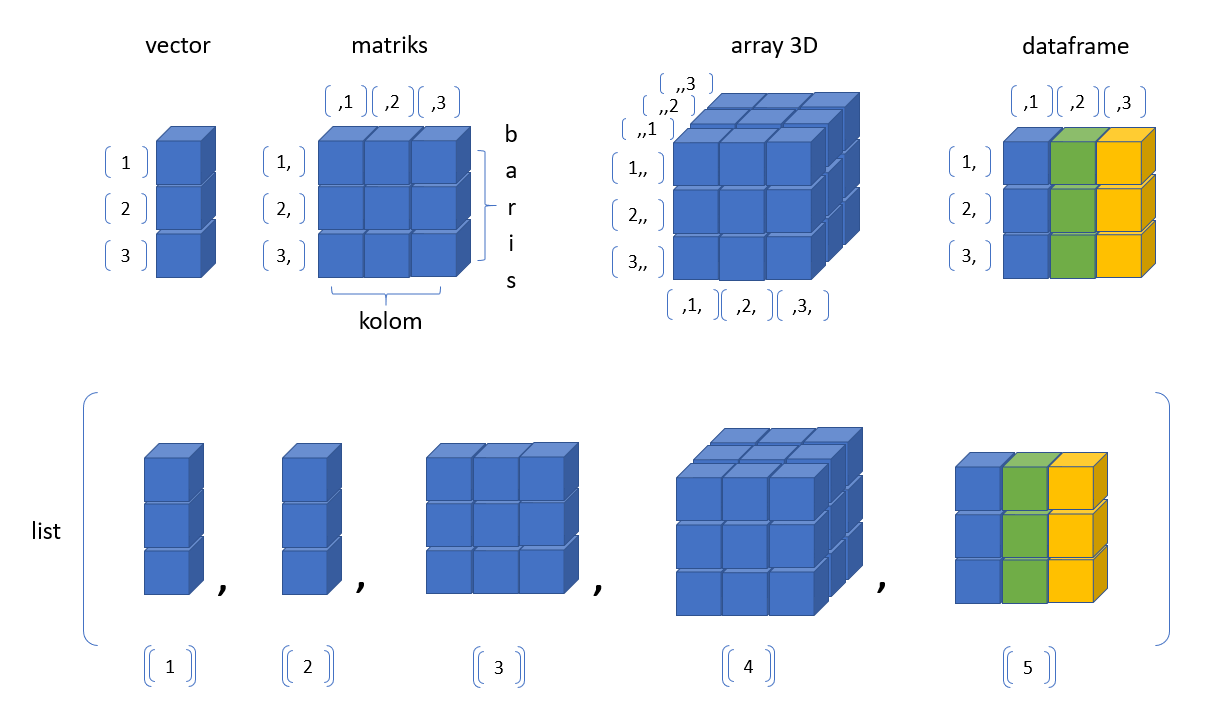 vector
matriks
array 3D
dataframe
[ ,1 ] [ ,2 ] [ ,3 ]
[ ,,3 ]
[ ,,2 ]
[ ,,1 ]
[ ,1 ] [ ,2 ] [ ,3 ]
[ 1 ]
[ 2 ]
[ 3 ]
[ 1, ]
[ 2, ]
[ 3, ]
baris
kolom
[ 1,, ]
[ 2,, ]
[ 3,, ]
[ ,1, ] [ ,2, ] [ ,3, ]
[ 1, ]
[ 2, ]
[ 3, ]
list
, , , ,
[[ 1 ]] [[ 2 ]] [[ 3 ]] [[ 4 ]] [[ 5 ]]